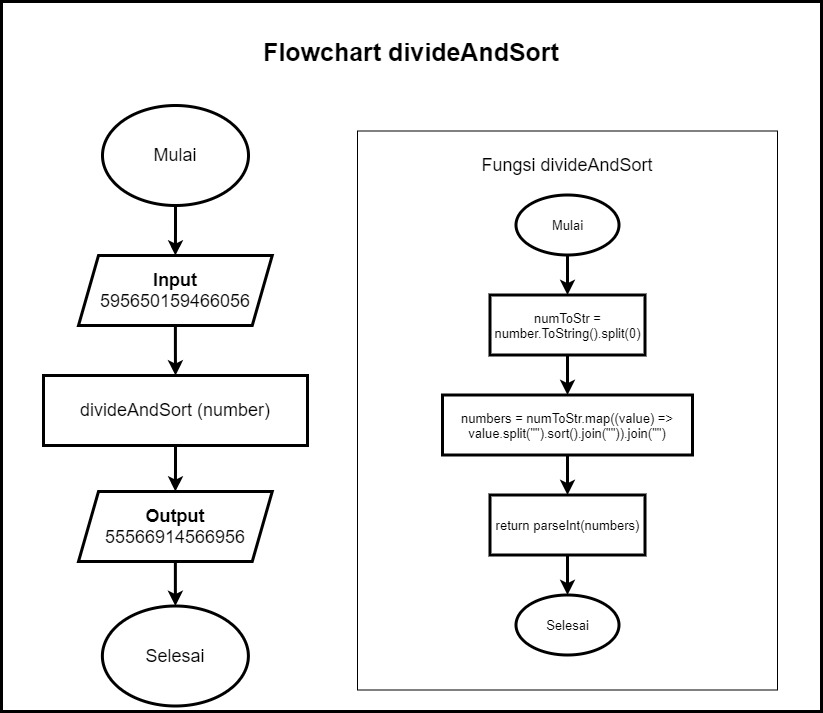 Flowchart divideAndSort
Mulai
Input
595650159466056
divideAndSort (number)
Output
55566914566956
Selesai
Fungsi divideAndSort
Mulai
numToStr =
number.ToString().split(0)
numbers = numToStr.map((value) =>
value.split("").sort().join("")).join("")
return parseInt(numbers)
Selesai